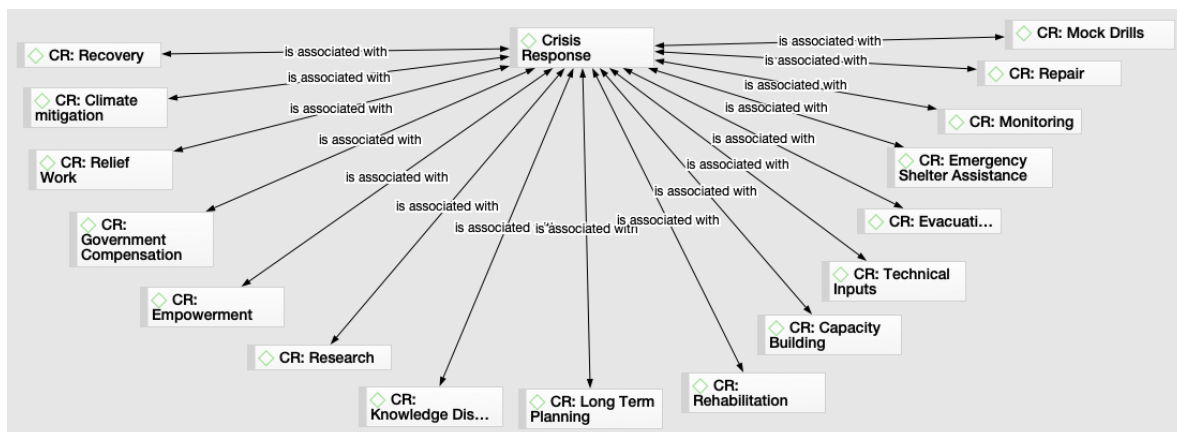 Crisis
Response
CR: Recovery
CR: Climate
mitigation
CR: Relief
Work
CR:
Government
Compensation
CR:
Empowerment
CR: Research
CR:
Knowledge Dis...
CR: Long Term
Planning
CR:
Rehabilitation
CR: Capacity
Building
CR: Technical
Inputs
CR: Evacuati...
CR: Emergency
Shelter Assistance
CR: Monitoring
CR: Repair
CR: Mock Drills
is associated with
is associated with
is associated with
is associated with
is associated with
is associated with
is associated
is associated with
is associated with
is associated with
is associated with
is associated with
is associated with
is associated with
is associated with
is associated with